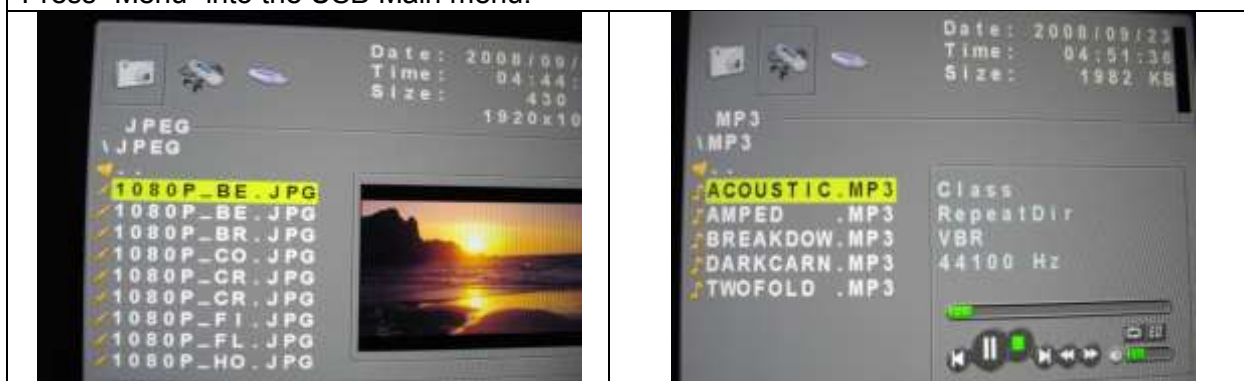 Press "Menu" into the USB Main menu.
Date: 2008/09/
Time: 04:44:
Size: 430
1920x10
JPEG
\JPEG
..
1080P_BE.JPG
1080P_BE.JPG
1080P_BR.JPG
1080P_CO.JPG
1080P_CR.JPG
1080P_CR.JPG
1080P_FI.JPG
1080P_FL.JPG
1080P_HO.JPG
Date: 2008/09/23
Time: 04:51:36
Size: 1982 KB
MP3
\MP3
..
ACOUSTIC.MP3
AMPED .MP3
BREAKDOW.MP3
DARKCARN.MP3
TWOFOLD .MP3
Class
RepeatDir
VBR
44100 Hz
EQ